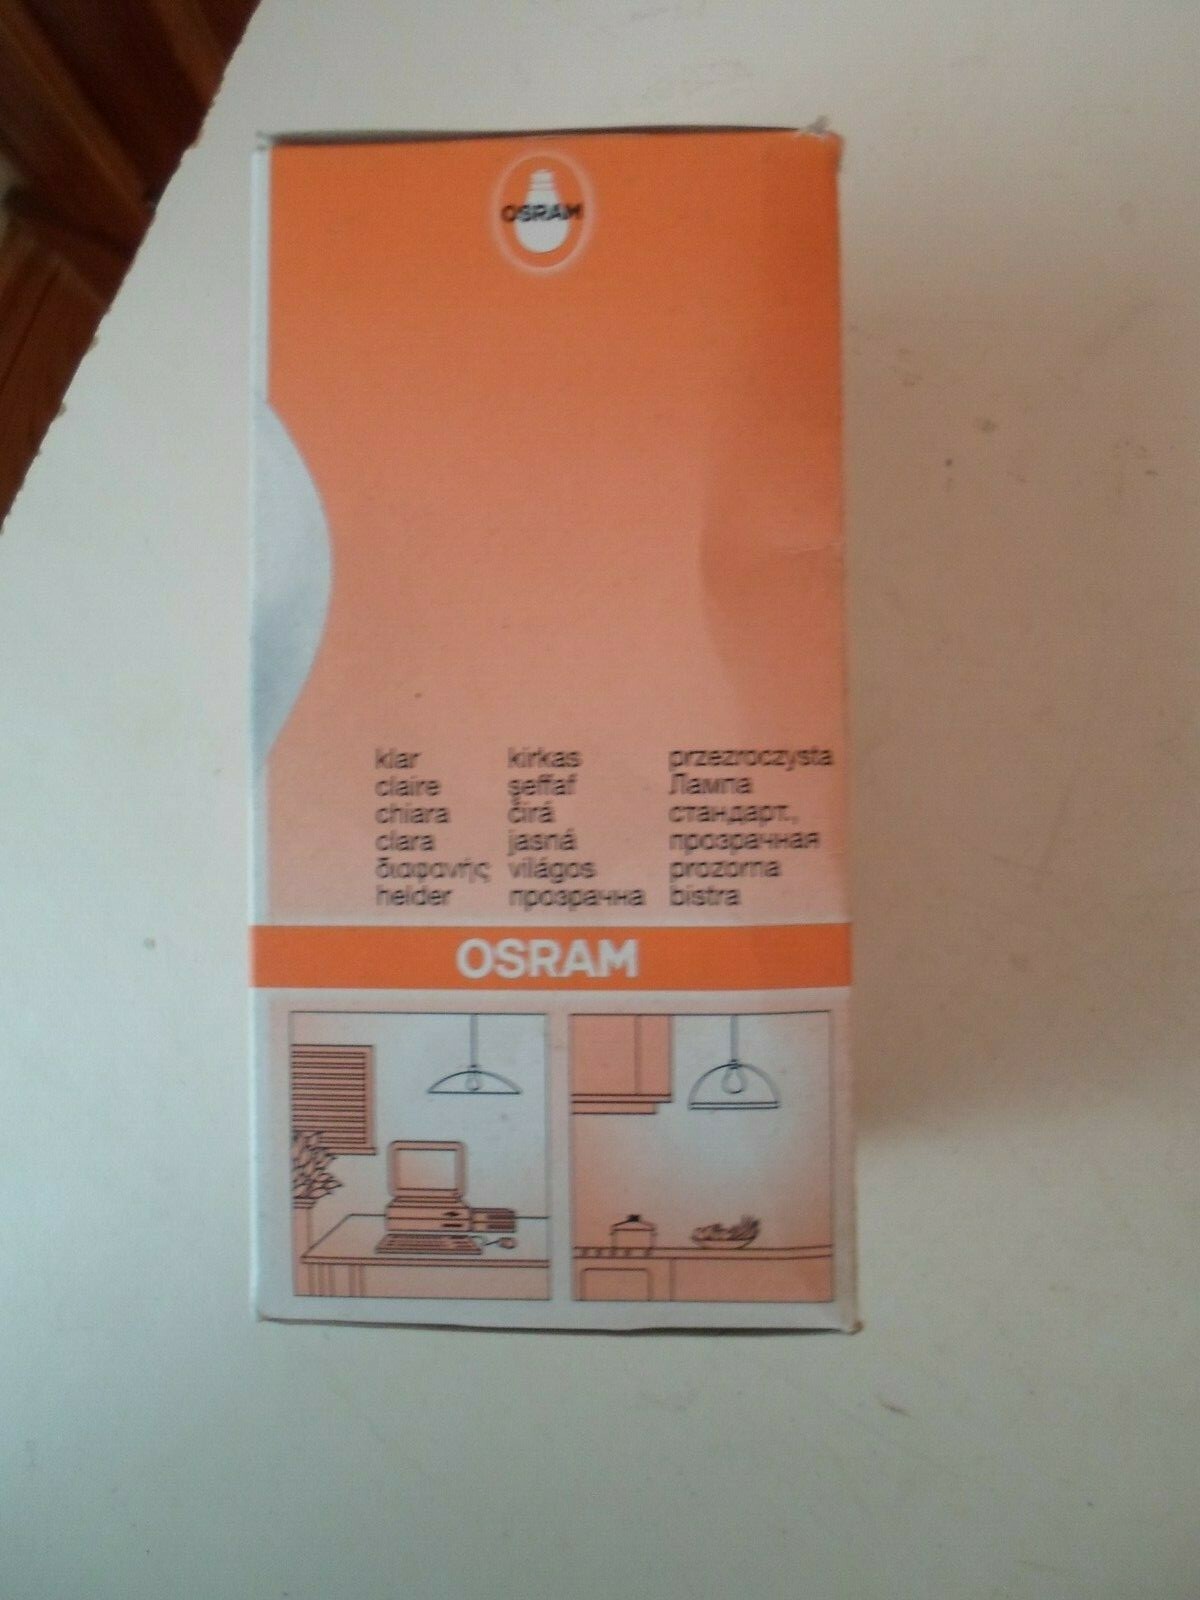 OSRAM
klar
claire
chiara
clara
διαφανής
helder
kirkas
şeffaf
čirá
jasná
világos
прозрачна
przezroczysta
Лампа
стандарт.,
прозрачная
prozorna
bistra
OSRAM